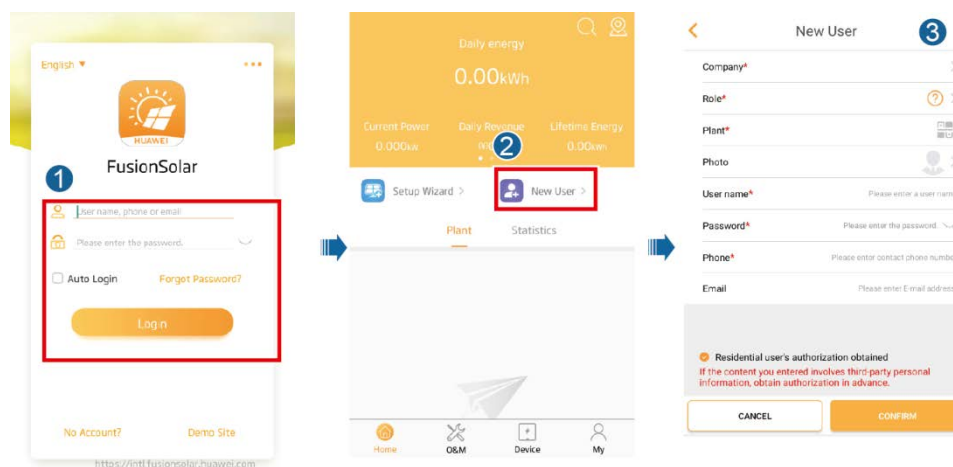 English
HUAWEI
FusionSolar
1
User name, phone or email
Please enter the password.
Auto Login
Forgot Password?
Login
No Account?
Demo Site
https://intl.fusionsolar.huawei.com
Daily energy
0.00kWh
Current Power
Daily Revenue
Lifetime Energy
0.000kW
0.00kWh
2
Setup Wizard >
New User >
Plant
Statistics
Home
O&M
Device
My
New User
3
Company*
Role*
?
Plant*
Photo
User name*
Please enter a user name
Password*
Please enter the password.
Phone*
Please enter contact phone number
Email
Please enter E-mail address
Residential user's authorization obtained
If the content you entered involves third-party personal
information, obtain authorization in advance.
CANCEL
CONFIRM